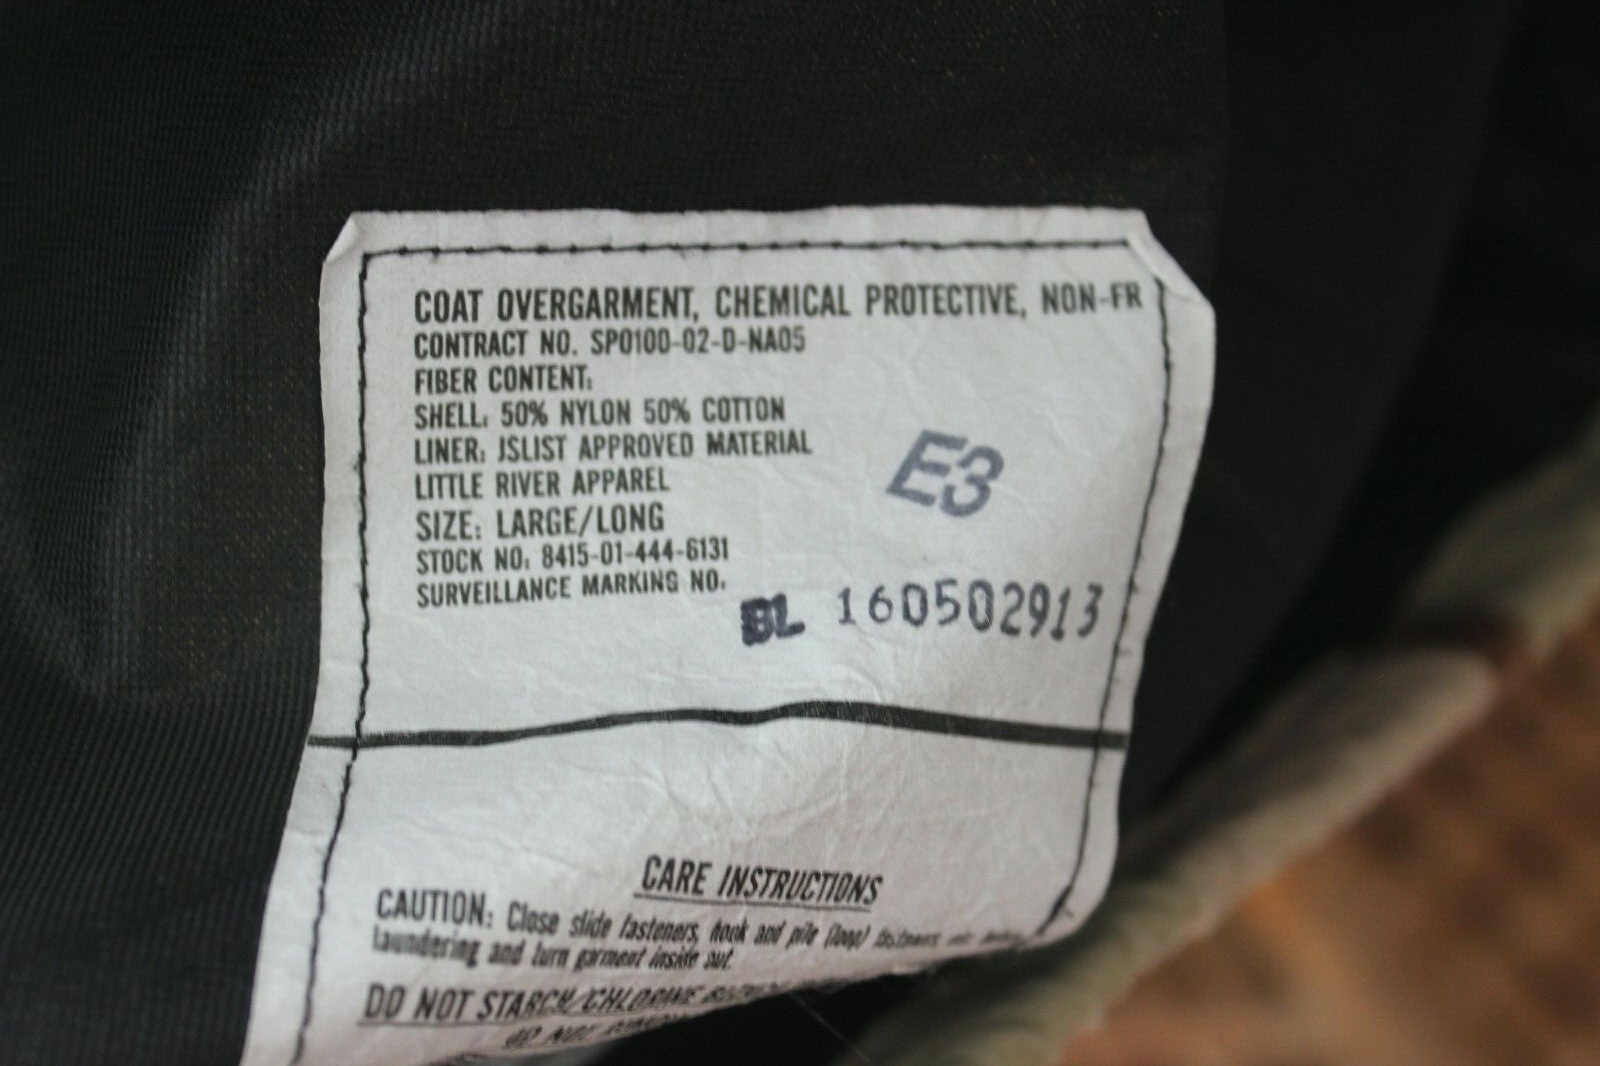 COAT OVERGARMENT, CHEMICAL PROTECTIVE, NON-FR
CONTRACT NO. SP0100-02-D-NA05
FIBER CONTENT:
SHELL: 50% NYLON 50% COTTON
LINER: JSLIST APPROVED MATERIAL
E3
LITTLE RIVER APPAREL
SIZE: LARGE/LONG
STOCK NO: 8415-01-444-6131
SURVEILLANCE MARKING NO.
BL 160502913
CARE INSTRUCTIONS
CAUTION: Close slide fasteners, hook and pile (loop) fasteners,
laundering and turn garment inside out.
DO NOT STARCH/CHLORINE
DO NOT